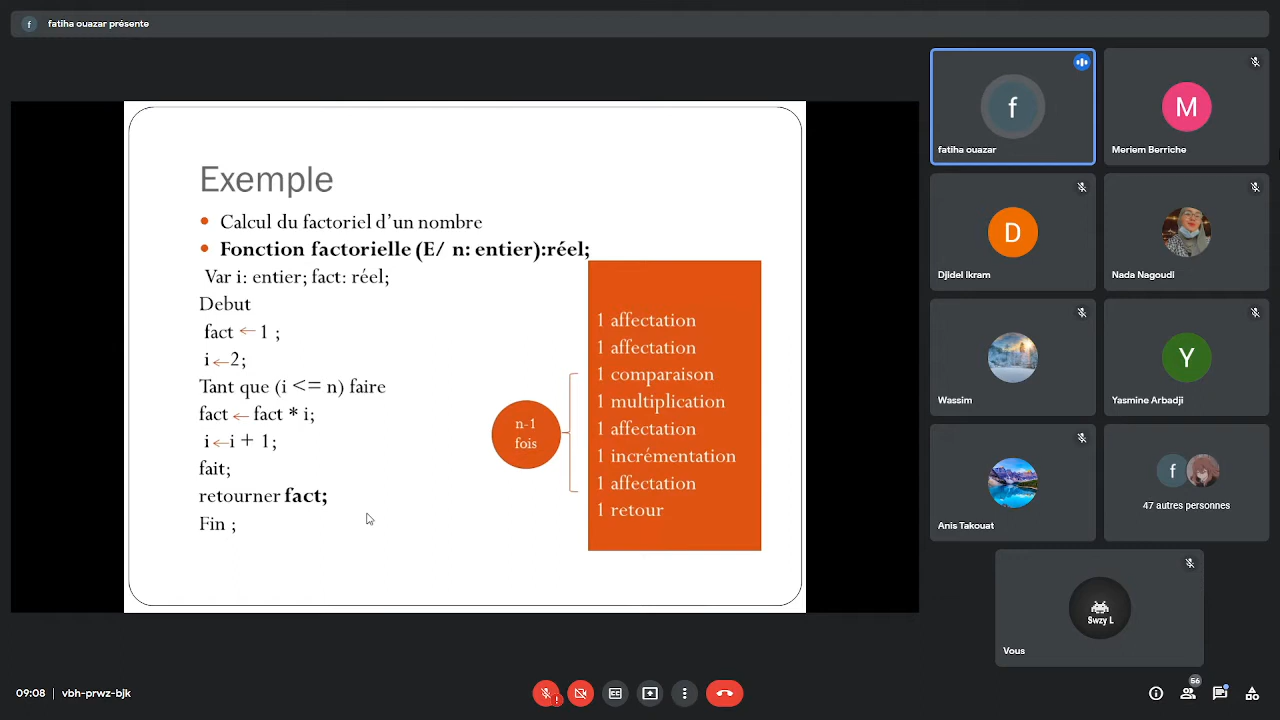 fatiha ouazar présente
f
Exemple
Calcul du factoriel d'un nombre
Fonction factorielle (E/ n: entier):réel;
Var i: entier; fact: réel;
Debut
fact ← 1 ;
i←2;
Tant que (i <= n) faire
fact ← fact * i;
i←i + 1;
fait;
retourner fact;
Fin ;
n-1
fois
1 affectation
1 affectation
1 comparaison
1 multiplication
1 affectation
1 incrémentation
1 affectation
1 retour
f
fatiha ouazar
M
Meriem Berriche
D
Djidel Ikram
Nada Nagoudi
Wassim
Y
Yasmine Arbadji
Anis Takouat
f
47 autres personnes
Swzy L
Vous
09:08 | vbh-prwz-bjk
56